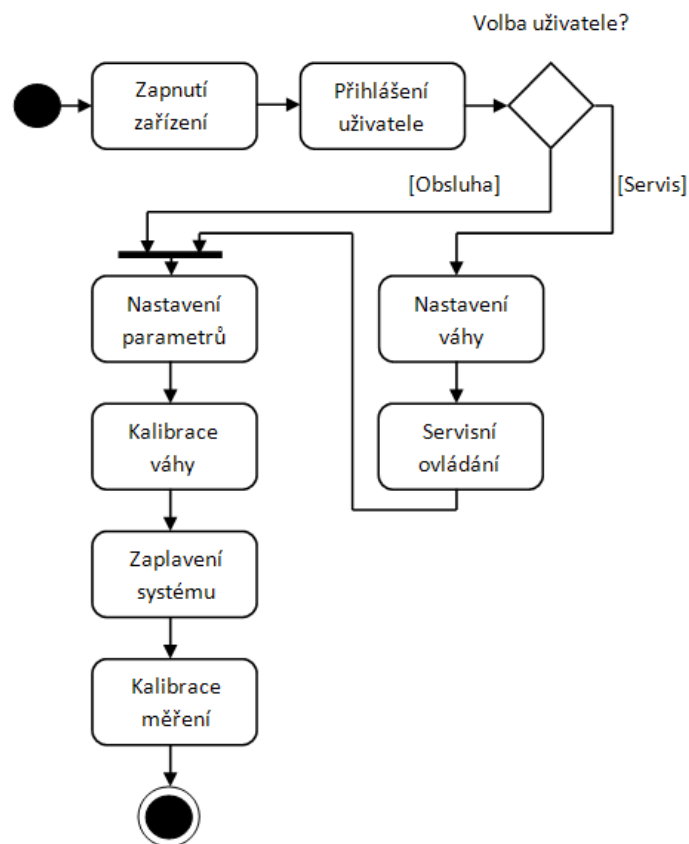 Volba uživatele?
Zapnutí
zařízení
Přihlášení
uživatele
[Obsluha]
[Servis]
Nastavení
parametrů
Nastavení
váhy
Kalibrace
váhy
Servisní
ovládání
Zaplavení
systému
Kalibrace
měření